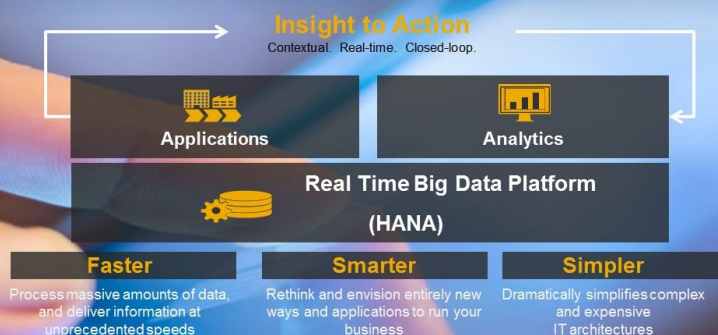 Insight to Action
Contextual. Real-time. Closed-loop.
Applications
Analytics
Real Time Big Data Platform
(HANA)
Faster
Process massive amounts of data,
and deliver information at
unprecedented speeds
Smarter
Rethink and envision entirely new
ways and applications to run your
business
Simpler
Dramatically simplifies complex
and expensive
IT architectures